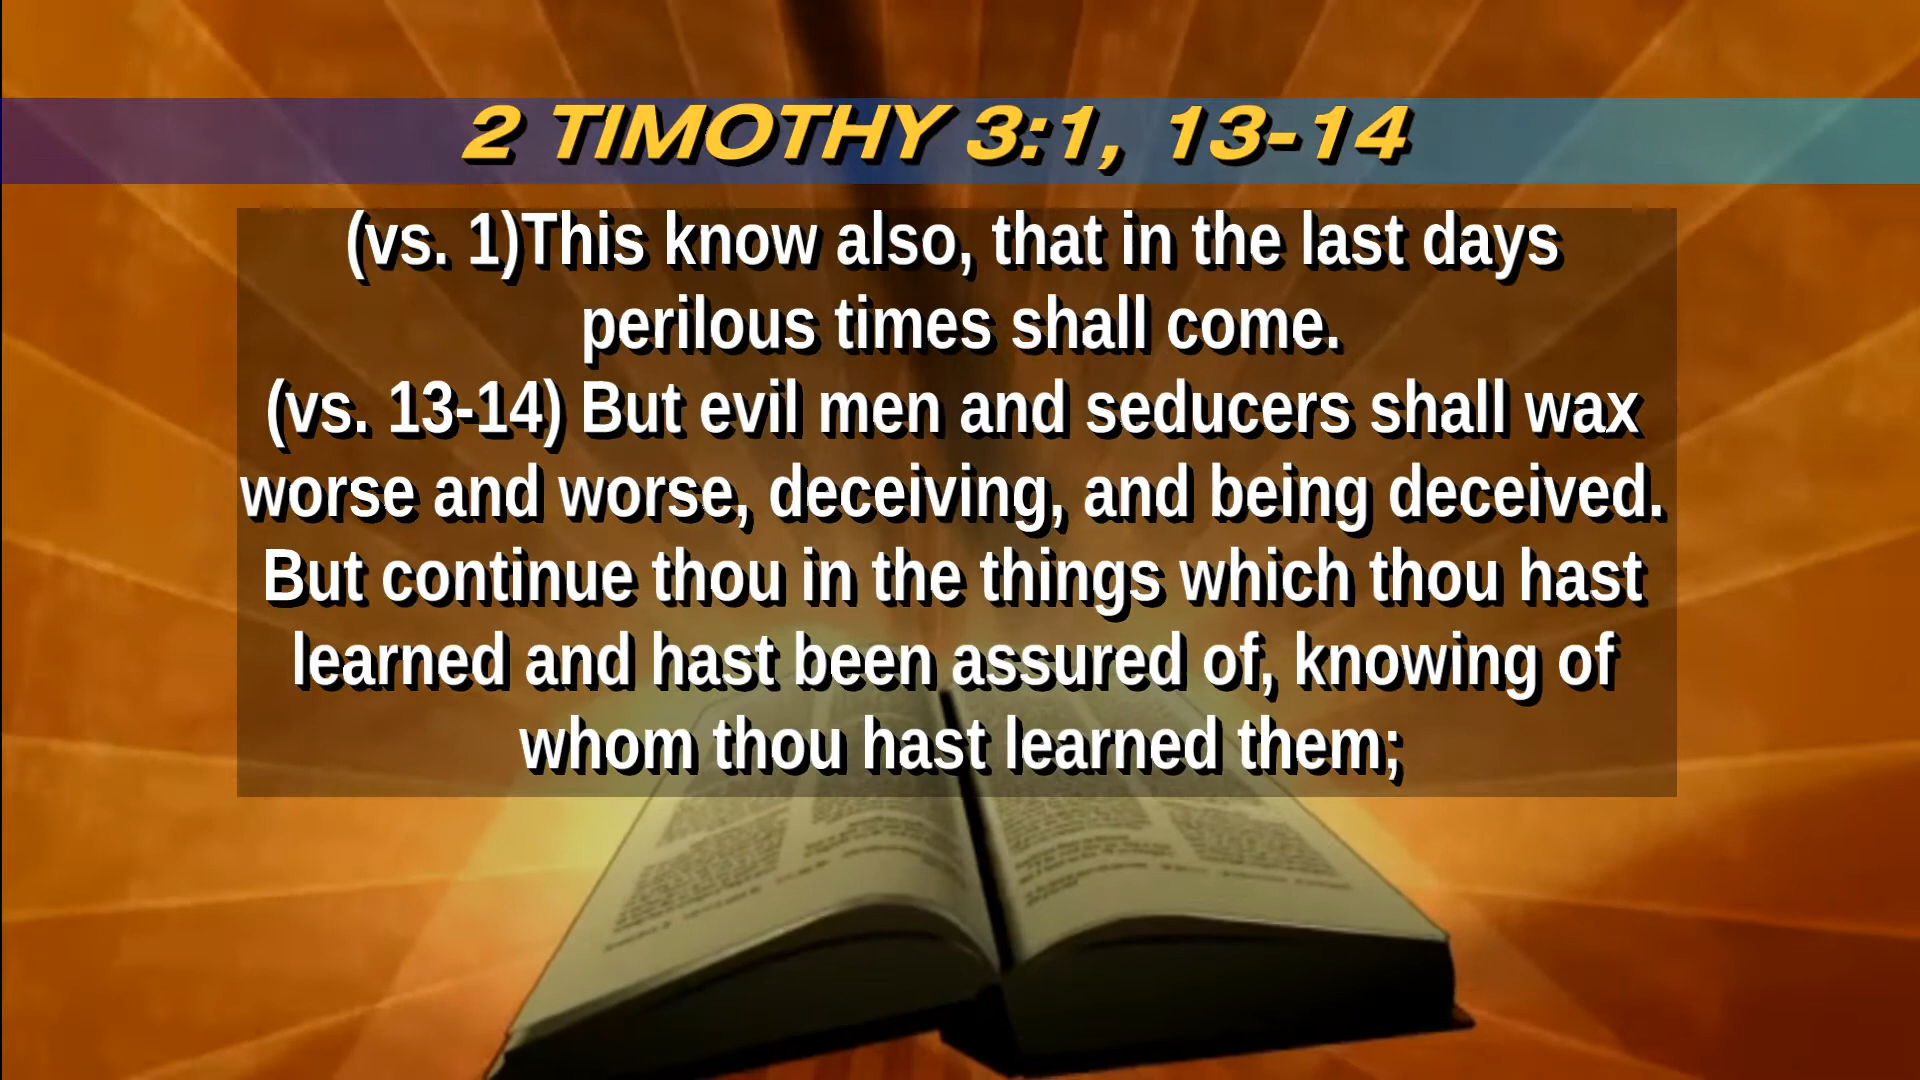 2 TIMOTHY 3:1, 13-14
(vs. 1)This know also, that in the last days
perilous times shall come.
(vs. 13-14) But evil men and seducers shall wax
worse and worse, deceiving, and being deceived.
But continue thou in the things which thou hast
learned and hast been assured of, knowing of
whom thou hast learned them;